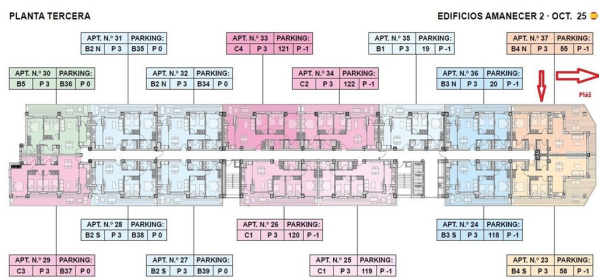 PLANTA TERCERA
EDIFICIOS AMANECER 2 · OCT. 25
APT. N.º 31 PARKING:
B2 N P 3 B35 P 0
APT. N.º 33 PARKING:
C4 P 3 121 P -1
APT. N.º 35 PARKING:
B1 P 3 19 P -1
APT. N.º 37 PARKING:
B4 N P 3 55 P -1
APT. N.º 30 PARKING:
B5 P 3 B36 P 0
APT. N.º 32 PARKING:
B2 N P 3 B34 P 0
APT. N.º 34 PARKING:
C2 P 3 122 P -1
APT. N.º 36 PARKING:
B3 N P 3 20 P -1
Pláž
APT. N.º 28 PARKING:
B2 S P 3 B38 P 0
APT. N.º 26 PARKING:
C1 P 3 120 P -1
APT. N.º 24 PARKING:
B3 S P 3 118 P -1
APT. N.º 29 PARKING:
C3 P 3 B37 P 0
APT. N.º 27 PARKING:
B2 S P 3 B39 P 0
APT. N.º 25 PARKING:
C1 P 3 119 P -1
APT. N.º 23 PARKING:
B4 S P 3 58 P -1